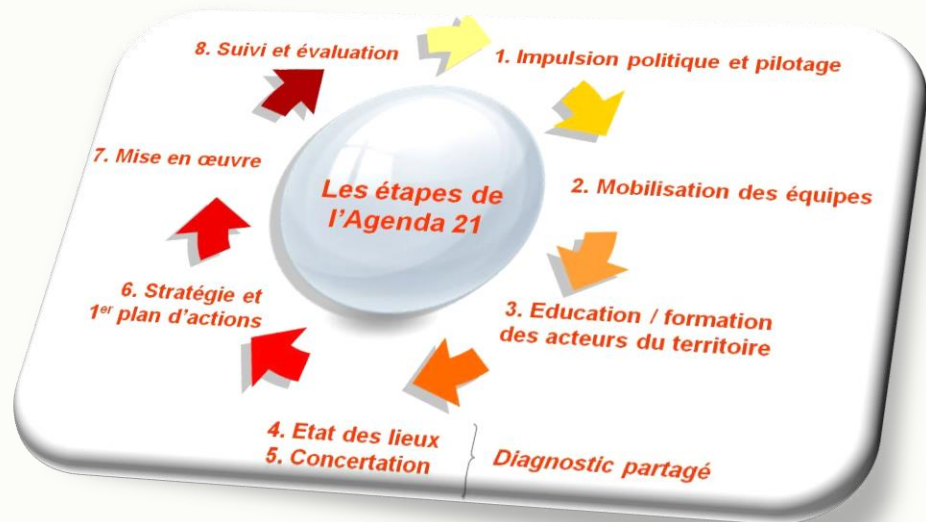 Les étapes de
l'Agenda 21
1. Impulsion politique et pilotage
2. Mobilisation des équipes
3. Education / formation
des acteurs du territoire
4. Etat des lieux
5. Concertation
Diagnostic partagé
6. Stratégie et
1er plan d'actions
7. Mise en œuvre
8. Suivi et évaluation